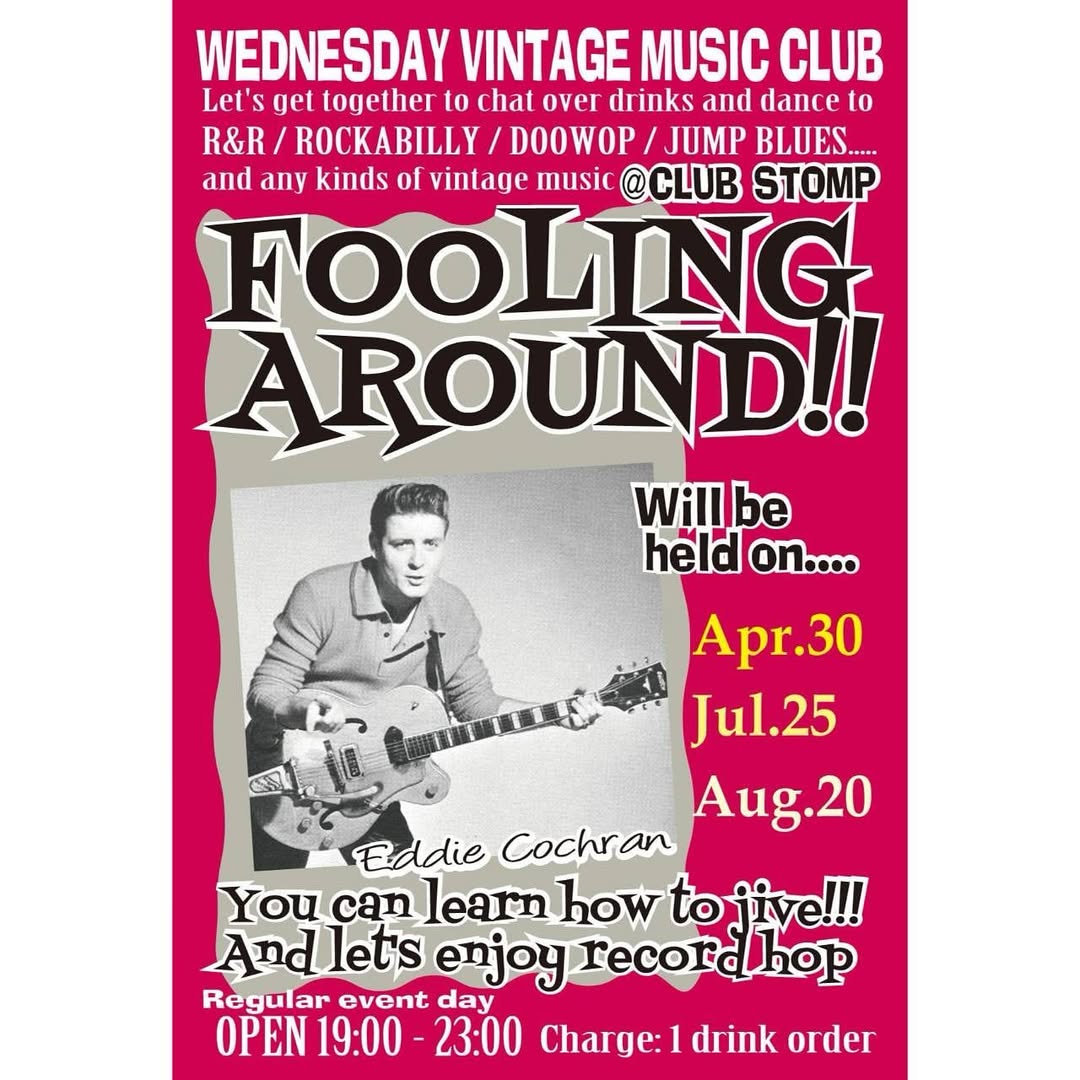 WEDNESDAY VINTAGE MUSIC CLUB
Let's get together to chat over drinks and dance to
R&R / ROCKABILLY / DOOWOP / JUMP BLUES.....
and any kinds of vintage music @CLUB STOMP
FOOLING
AROUND!!
Will be
held on....
Apr.30
Jul.25
Aug.20
Eddie Cochran
You can learn how to jive!!!
And let's enjoy record hop
Regular event day
OPEN 19:00 - 23:00 Charge: 1 drink order